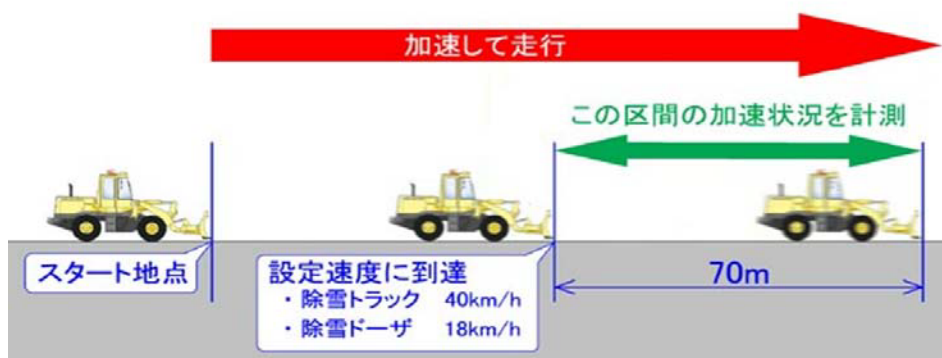 加速して走行
この区間の加速状況を計測
スタート地点
設定速度に到達
・除雪トラック 40km/h
・除雪ドーザ 18km/h
70m